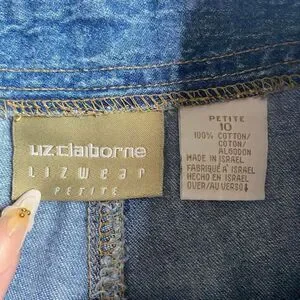 liz claiborne
LIZWEAR
PETITE
PETITE
10
100% COTTON/
COTON/
ALGODON
MADE IN ISRAEL
FABRIQUÉ A' ISRAEL
HECHO EN ISRAEL
OVER/AU VERSO